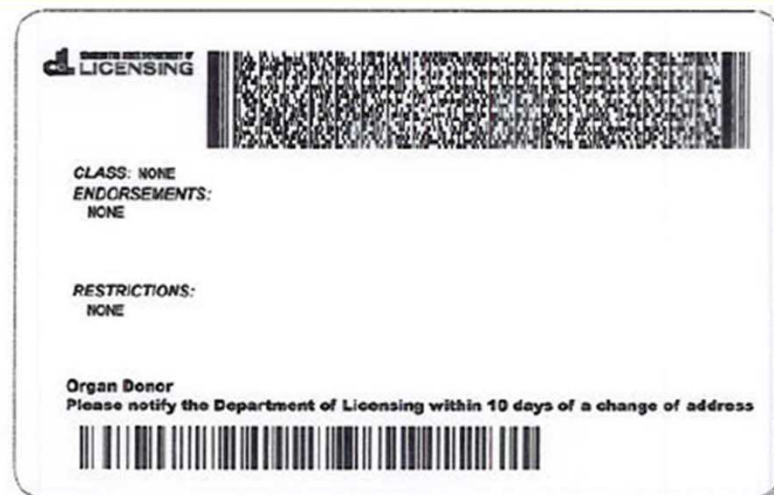 LICENSING
CLASS: NONE
ENDORSEMENTS:
NONE
RESTRICTIONS:
NONE
Organ Donor
Please notify the Department of Licensing within 10 days of a change of address